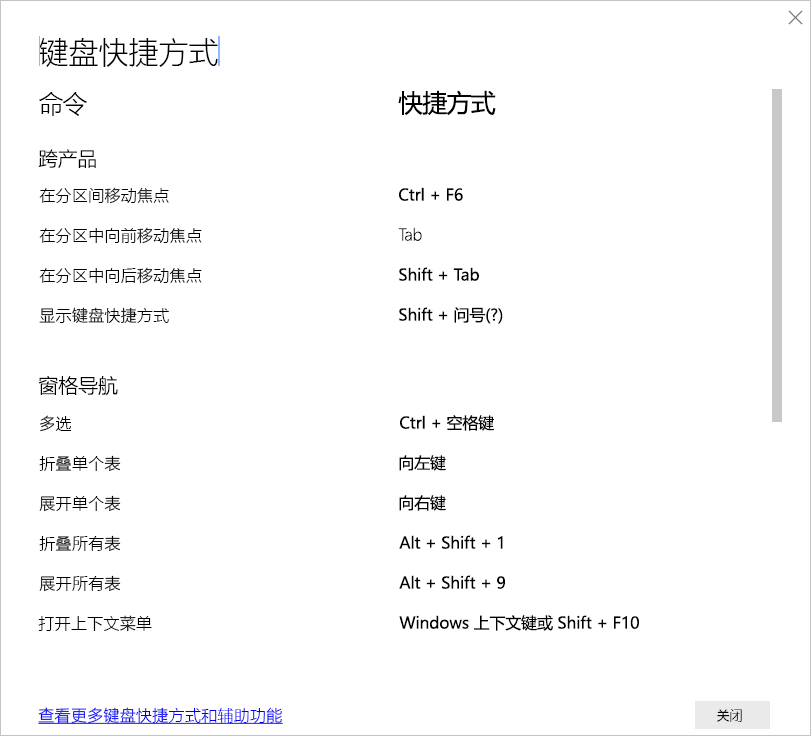 键盘快捷方式
命令 快捷方式
跨产品
在分区间移动焦点 Ctrl + F6
在分区中向前移动焦点 Tab
在分区中向后移动焦点 Shift + Tab
显示键盘快捷方式 Shift + 问号(?)
窗格导航
多选 Ctrl + 空格键
折叠单个表 向左键
展开单个表 向右键
折叠所有表 Alt + Shift + 1
展开所有表 Alt + Shift + 9
打开上下文菜单 Windows 上下文键或 Shift + F10
查看更多键盘快捷方式和辅助功能 关闭